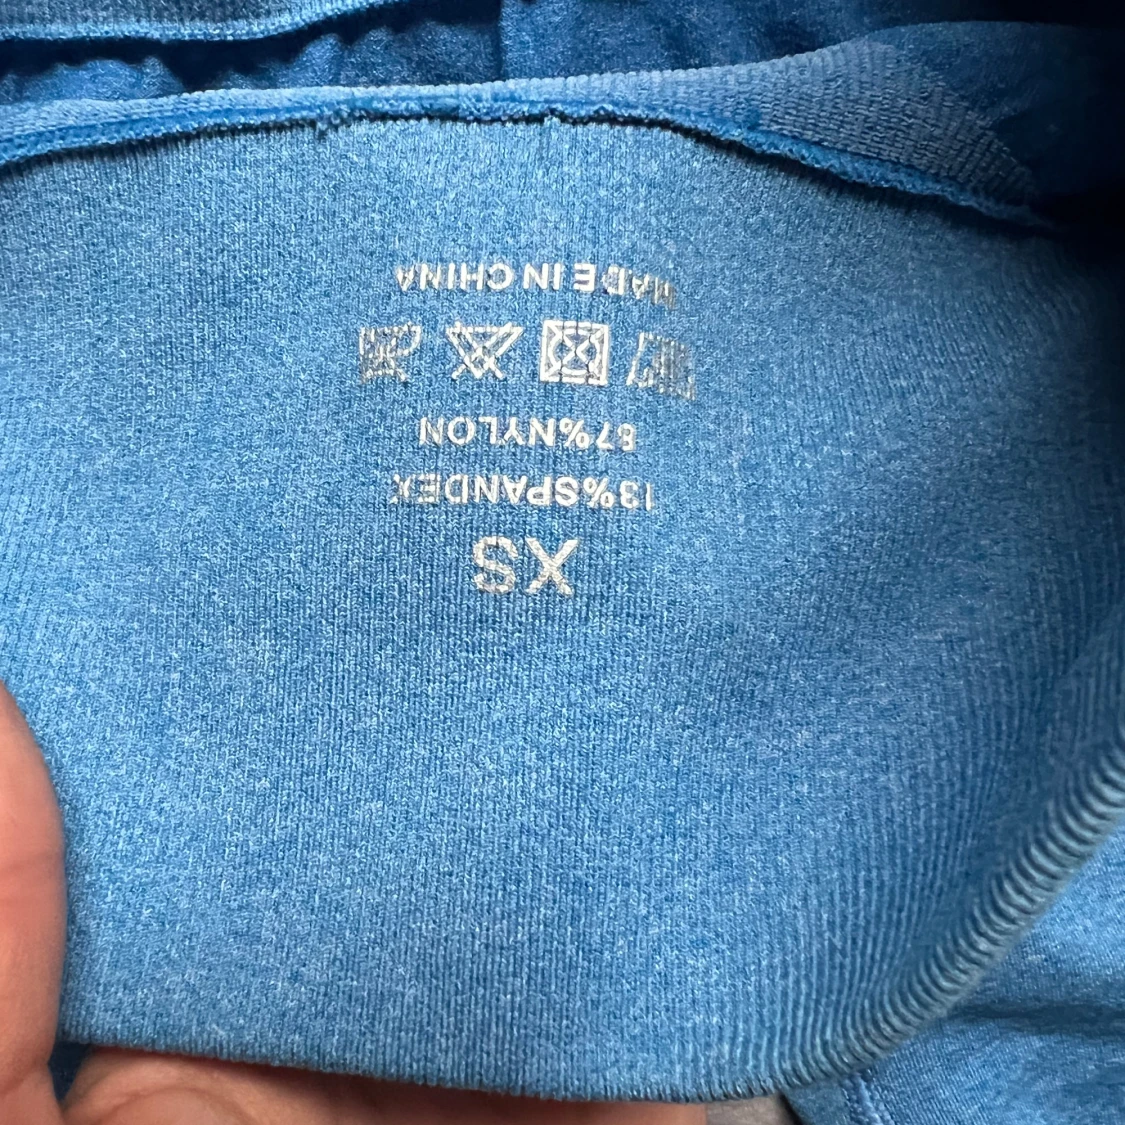 XS
13%SPANDEX
87%NYLON
MADE IN CHINA